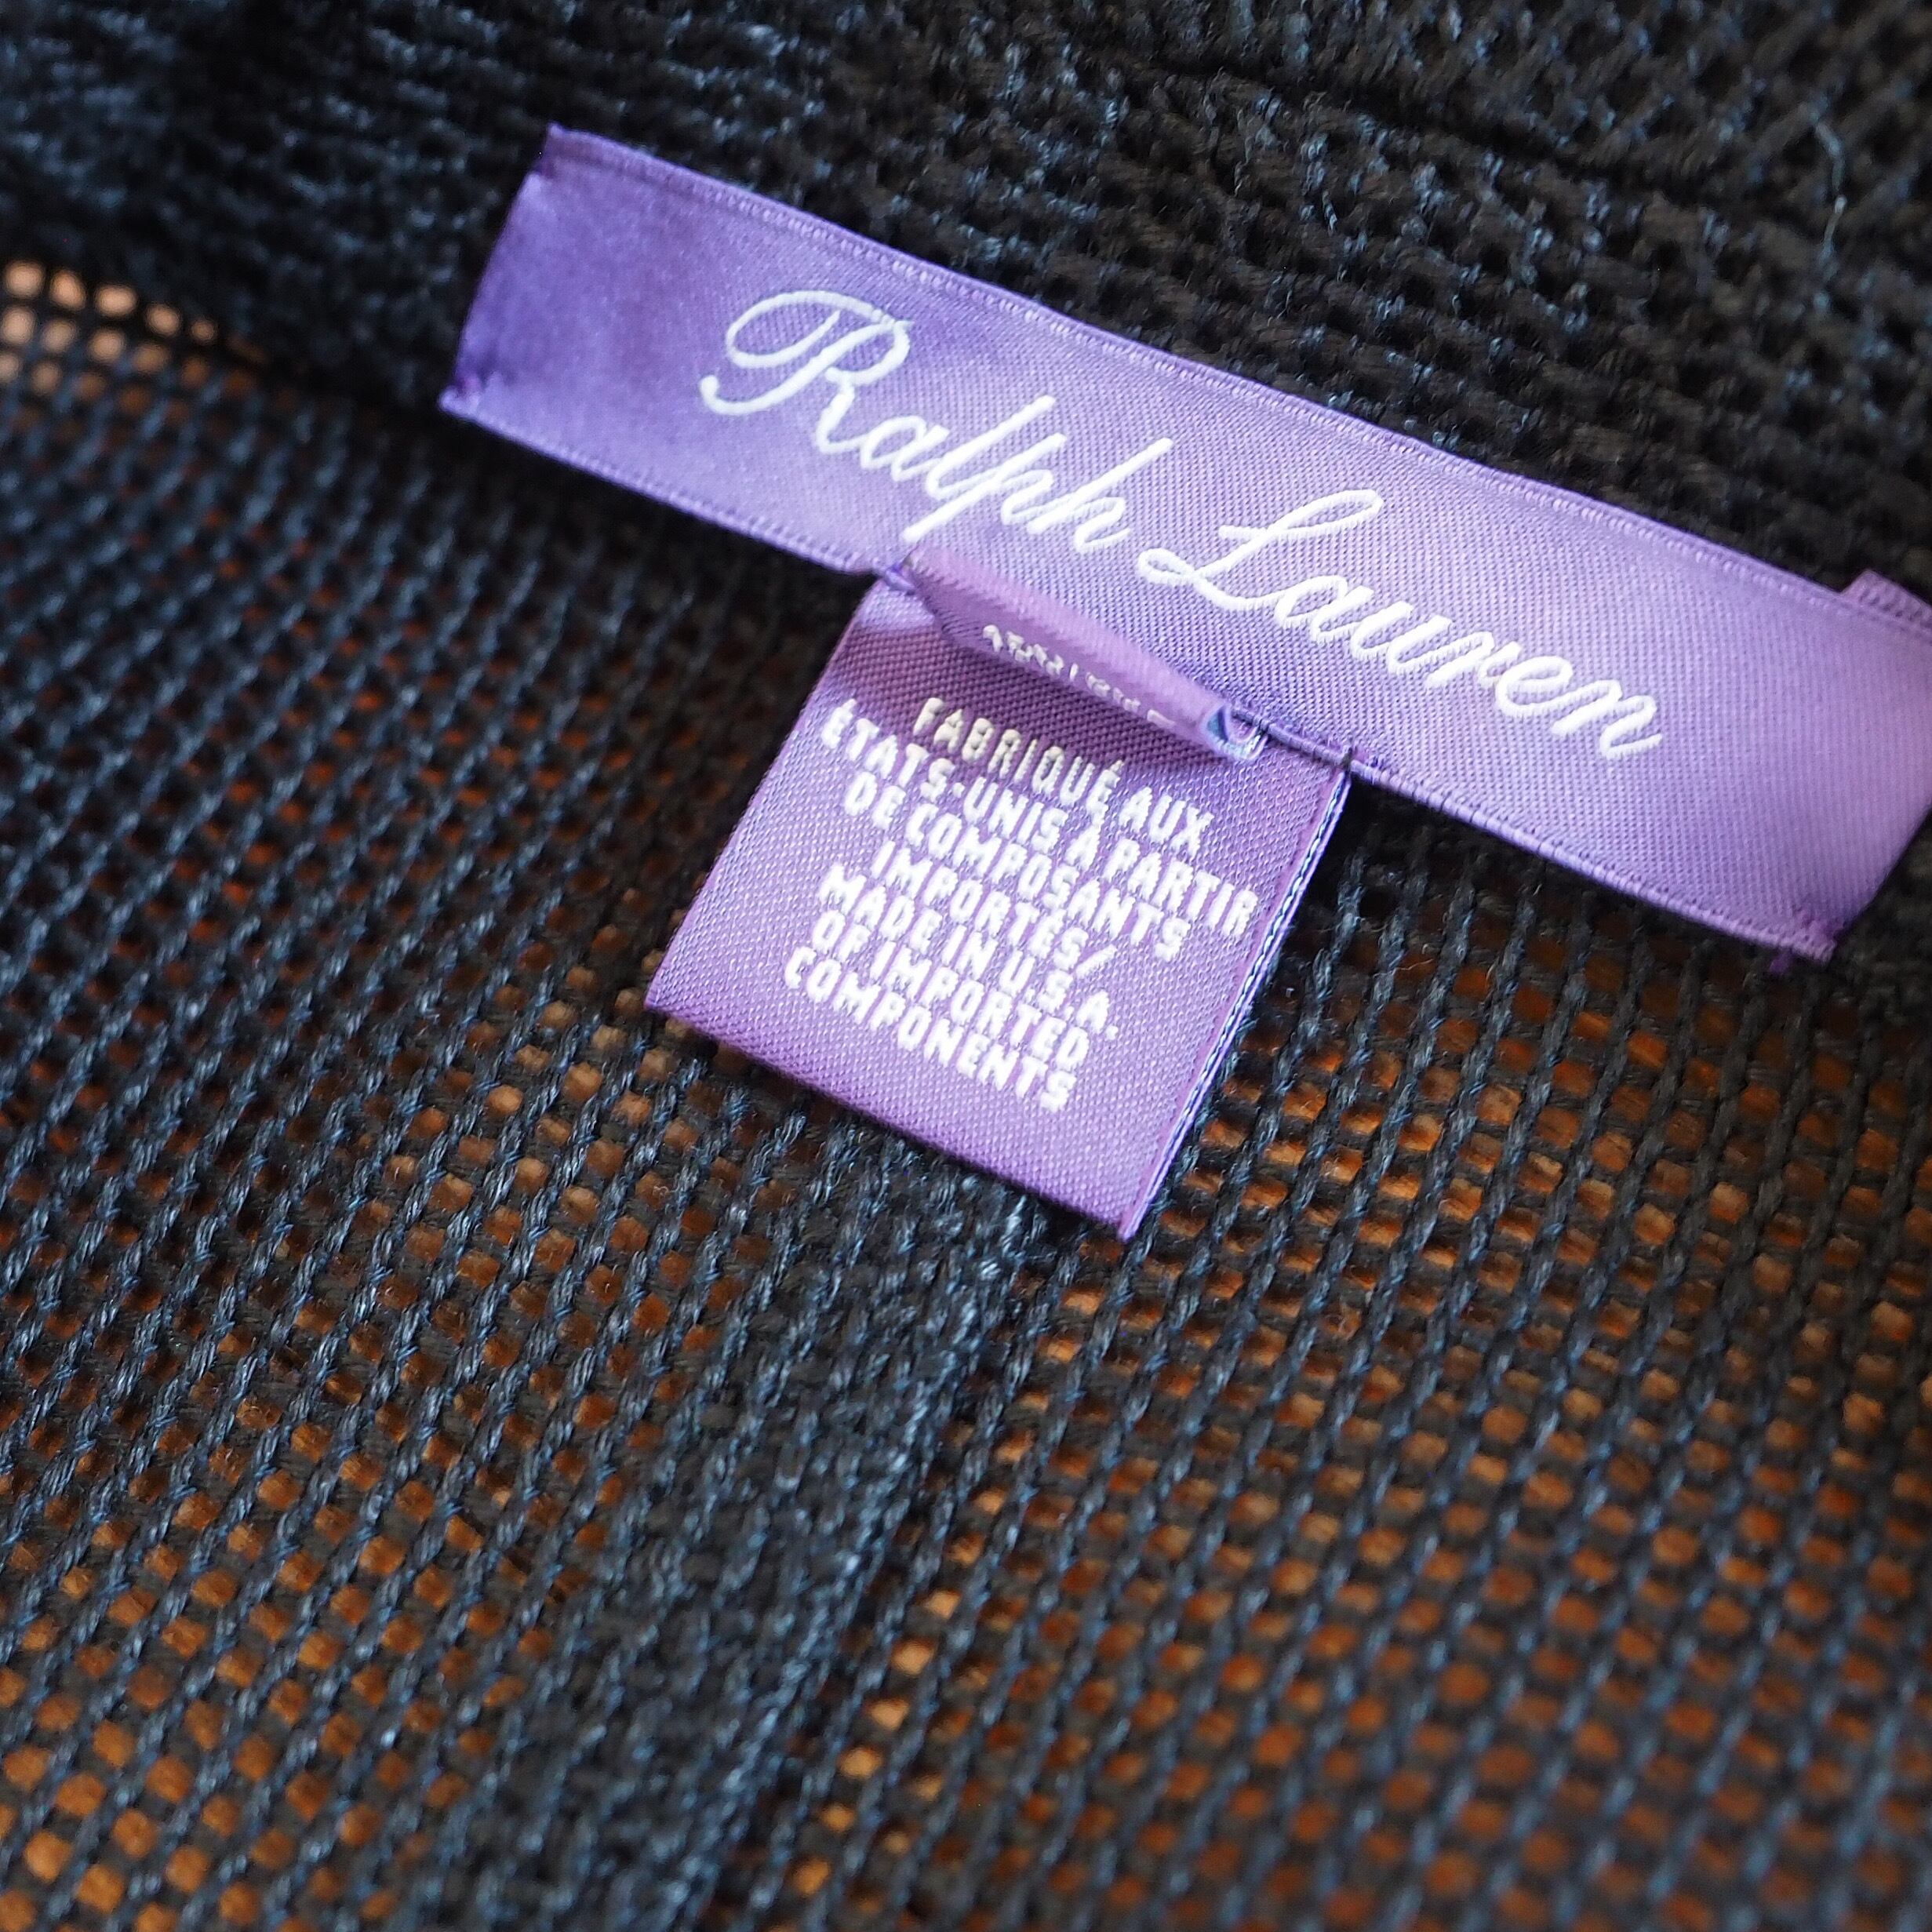 Ralph Lauren
FABRIQUÉ AUX
ÉTATS-UNIS À PARTIR
DE COMPOSANTS
IMPORTÉS/
MADE IN U.S.A.
OF IMPORTED
COMPONENTS